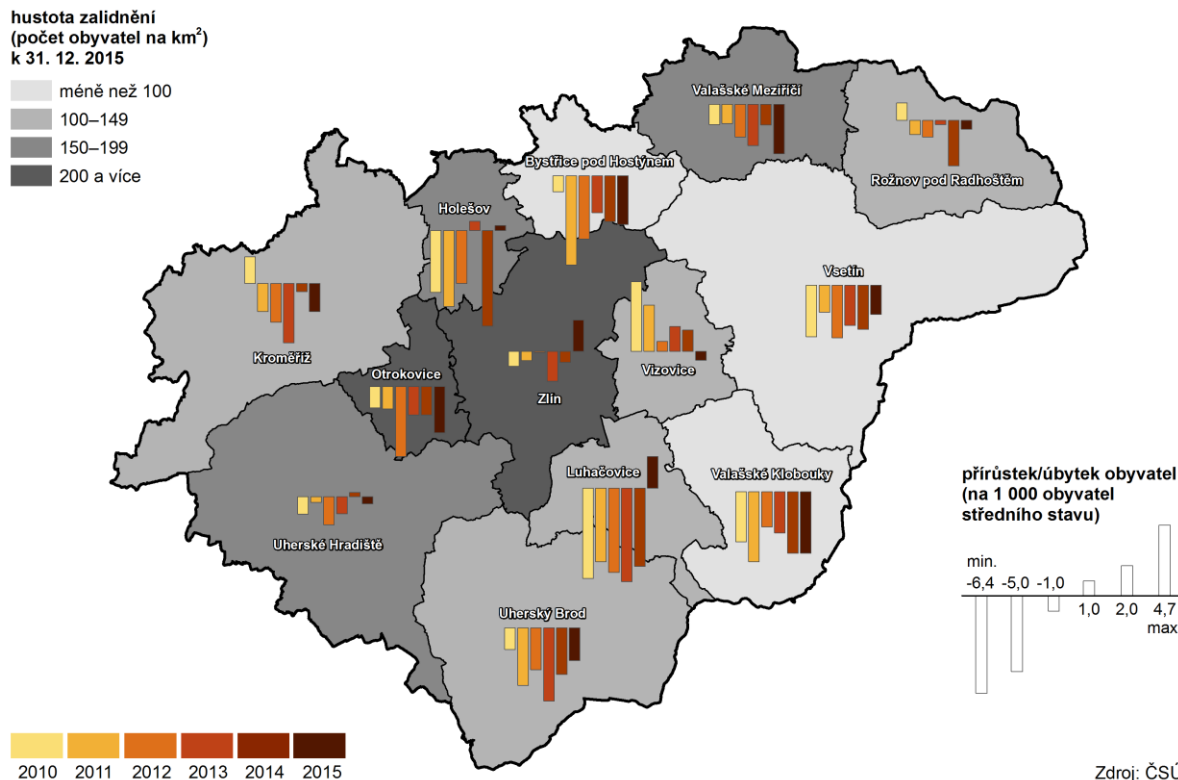 hustota zalidnění
(počet obyvatel na km²)
k 31. 12. 2015
méně než 100
100–149
150–199
200 a více
Valašské Meziříčí
Bystřice pod Hostýnem
Rožnov pod Radhoštěm
Holešov
Vsetín
Kroměříž
Otrokovice
Zlín
Vizovice
Luhačovice
Valašské Klobouky
Uherské Hradiště
Uherský Brod
přírůstek/úbytek obyvatel
(na 1 000 obyvatel
středního stavu)
min.
-6,4 -5,0 -1,0
1,0 2,0 4,7
max
2010 2011 2012 2013 2014 2015
Zdroj: ČSÚ